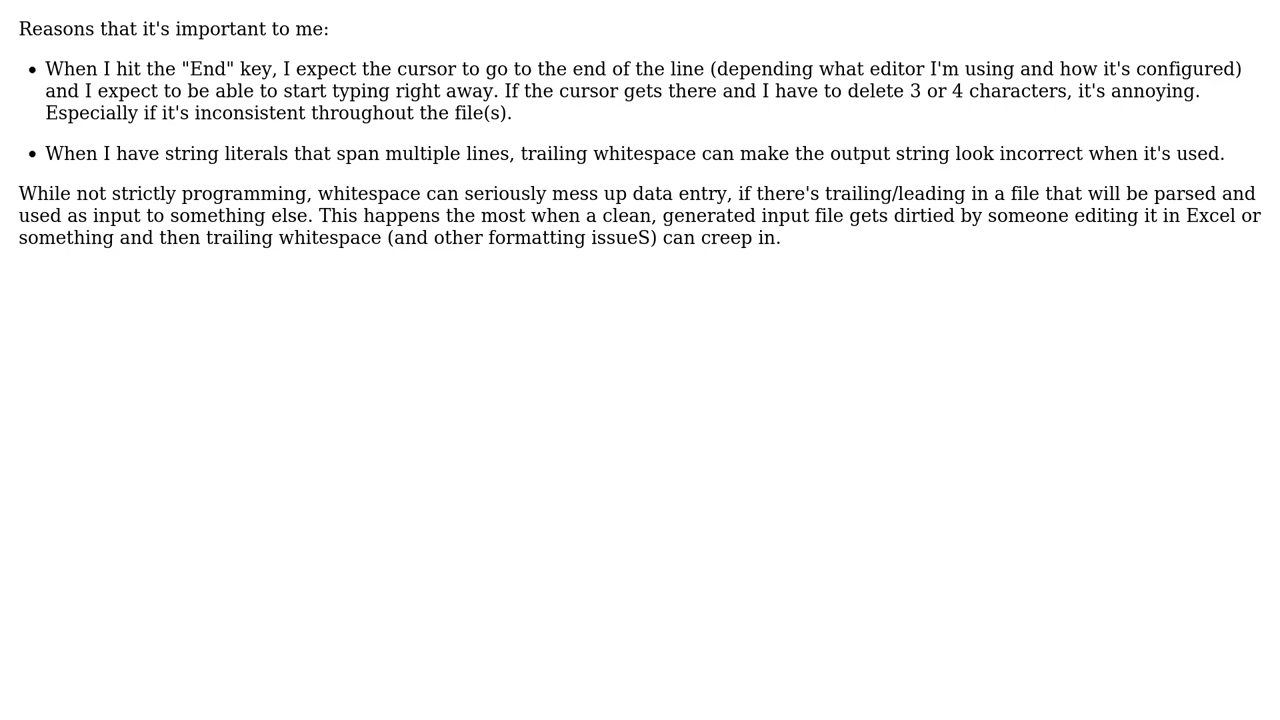 Reasons that it's important to me:
• When I hit the "End" key, I expect the cursor to go to the end of the line (depending what editor I'm using and how it's configured)
and I expect to be able to start typing right away. If the cursor gets there and I have to delete 3 or 4 characters, it's annoying.
Especially if it's inconsistent throughout the file(s).
• When I have string literals that span multiple lines, trailing whitespace can make the output string look incorrect when it's used.
While not strictly programming, whitespace can seriously mess up data entry, if there's trailing/leading in a file that will be parsed and
used as input to something else. This happens the most when a clean, generated input file gets dirtied by someone editing it in Excel or
something and then trailing whitespace (and other formatting issueS) can creep in.